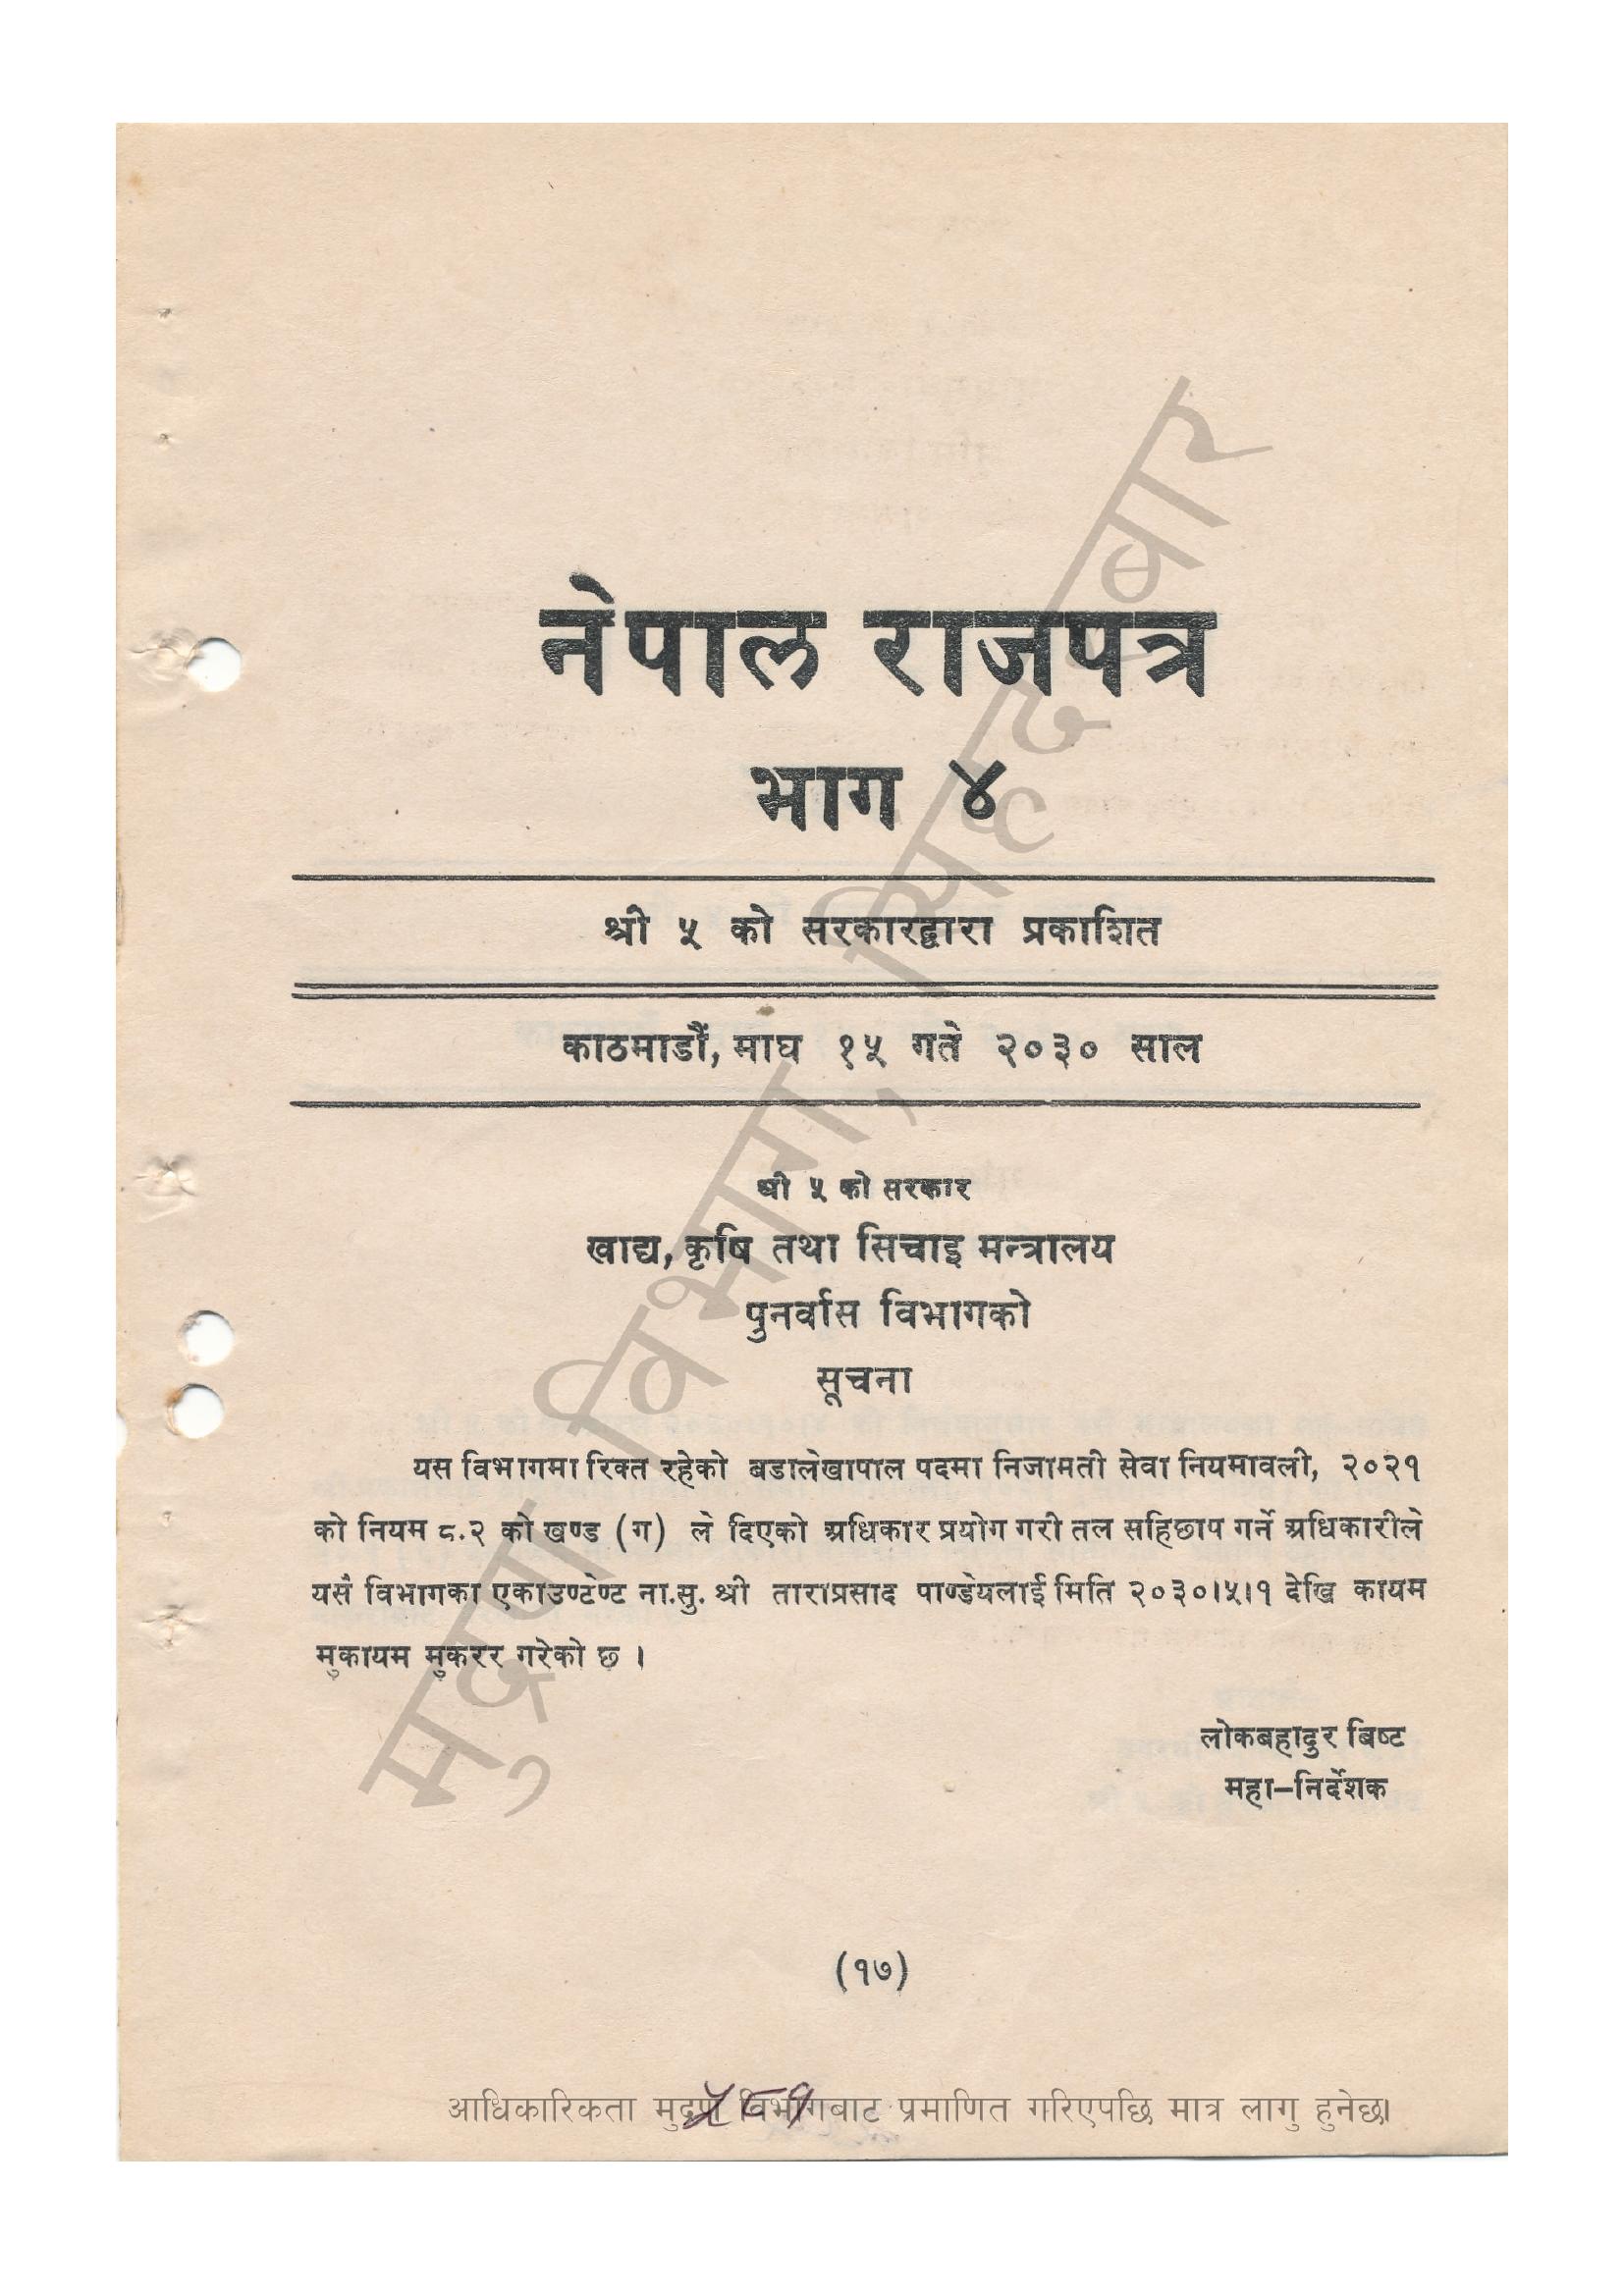 नेपाल राजपत्र
भाग ४
श्री ५ को सरकारद्वारा प्रकाशित
काठमाडौं, माघ १५ गते २०३० साल
श्री ५ को सरकार
खाद्य, कृषि तथा सिचाइ मन्त्रालय
पुनर्वास विभागको
सूचना
यस विभागमा रिक्त रहेको बडालेखापाल पदमा निजामती सेवा नियमावली, २०२१
को नियम ८.२ को खण्ड (ग) ले दिएको अधिकार प्रयोग गरी तल सहिछाप गर्ने अधिकारीले
यसै विभागका एकाउण्टेण्ट ना.सु. श्री ताराप्रसाद पाण्डेयलाई मिति २०३०।५।१ देखि कायम
मुकायम मुकरर गरेको छ ।
लोकबहादुर बिष्ट
महा-निर्देशक
(१७)
५८१
आधिकारिकता मुद्रण विभागबाट प्रमाणित गरिएपछि मात्र लागु हुनेछ।
मुद्रण विभाग, सिंहदरबार